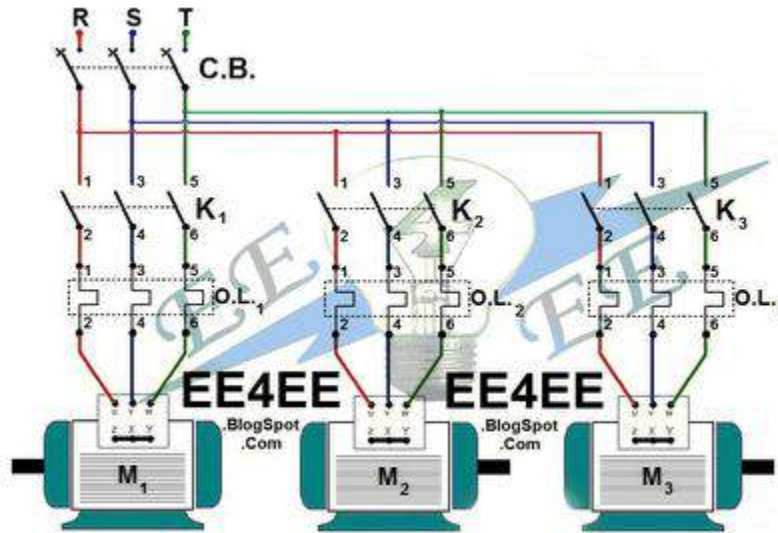 R S T
C.B.
1 3 5 1 3 5 1 3 5
K1 K2 K3
2 4 6 2 4 6 2 4 6
1 3 5 1 3 5 1 3 5
O.L.1 O.L.2 O.L.
2 4 6 2 4 6 2 4 6
EE EE
EE4EE EE4EE
.BlogSpot .BlogSpot
.Com .Com
U V W U V W U V W
Z X Y Z X Y Z X Y
M1 M2 M3